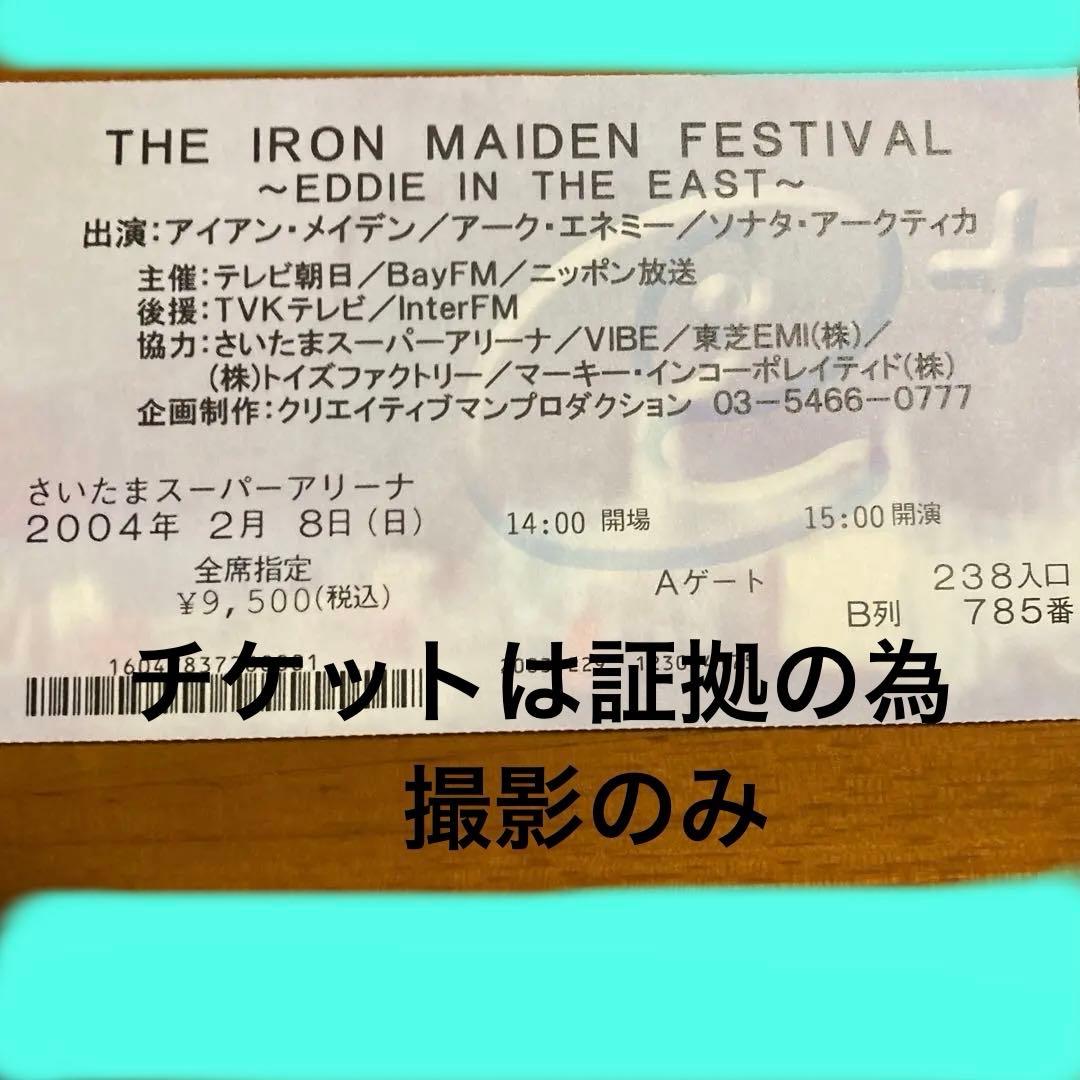 THE IRON MAIDEN FESTIVAL
～EDDIE IN THE EAST～
出演：アイアン・メイデン／アーク・エネミー／ソナタ・アークティカ
主催：テレビ朝日／BayFM／ニッポン放送
後援：TVKテレビ／InterFM
協力：さいたまスーパーアリーナ／VIBE／東芝EMI(株)／
(株)トイズファクトリー／マーキー・インコーポレイティド(株)
企画制作：クリエイティブマンプロダクション 03－5466－0777
さいたまスーパーアリーナ
2004年 2月 8日（日） 14:00 開場 15:00 開演
全席指定
¥9,500(税込) Aゲート 238入口
B列 785番
チケットは証拠の為
撮影のみ